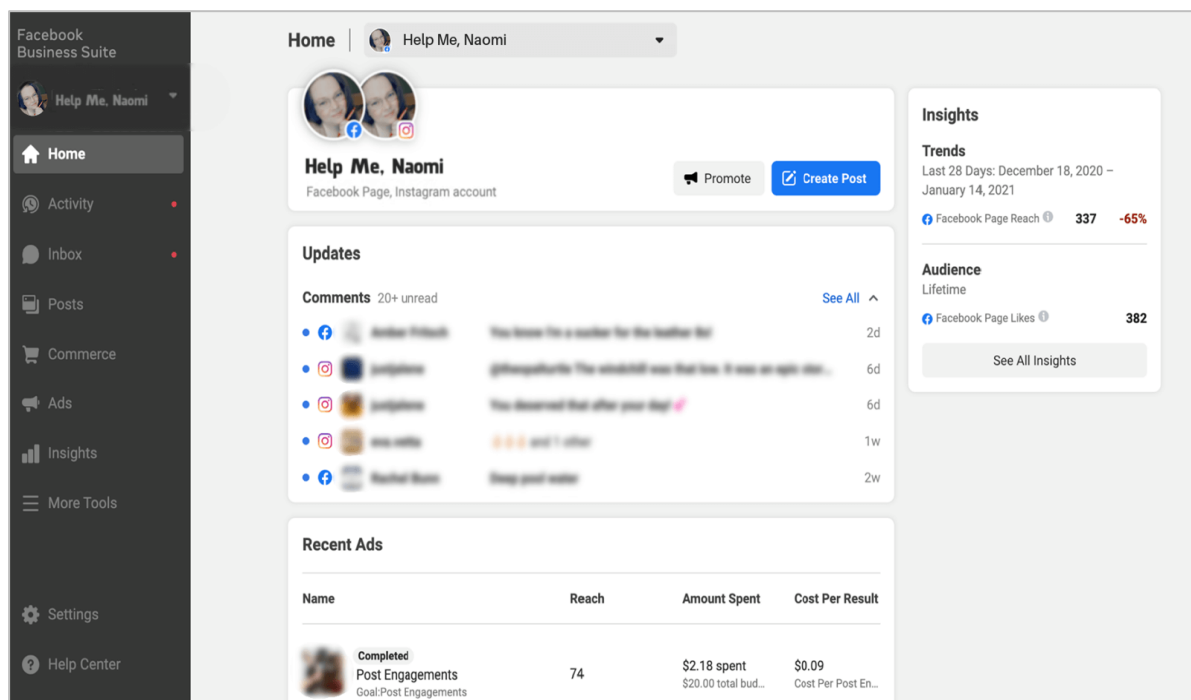 Facebook
Business Suite
Help Me, Naomi
Home
Activity
Inbox
Posts
Commerce
Ads
Insights
More Tools
Settings
Help Center
Home
Help Me, Naomi
Help Me, Naomi
Facebook Page, Instagram account
Promote
Create Post
Updates
Comments 20+ unread
See All
2d
6d
6d
and 1 other
1w
2w
Recent Ads
Name Reach Amount Spent Cost Per Result
Completed
Post Engagements
Goal:Post Engagements
74
$2.18 spent
$20.00 total bud...
$0.09
Cost Per Post En...
Insights
Trends
Last 28 Days: December 18, 2020 –
January 14, 2021
Facebook Page Reach 337 -65%
Audience
Lifetime
Facebook Page Likes 382
See All Insights